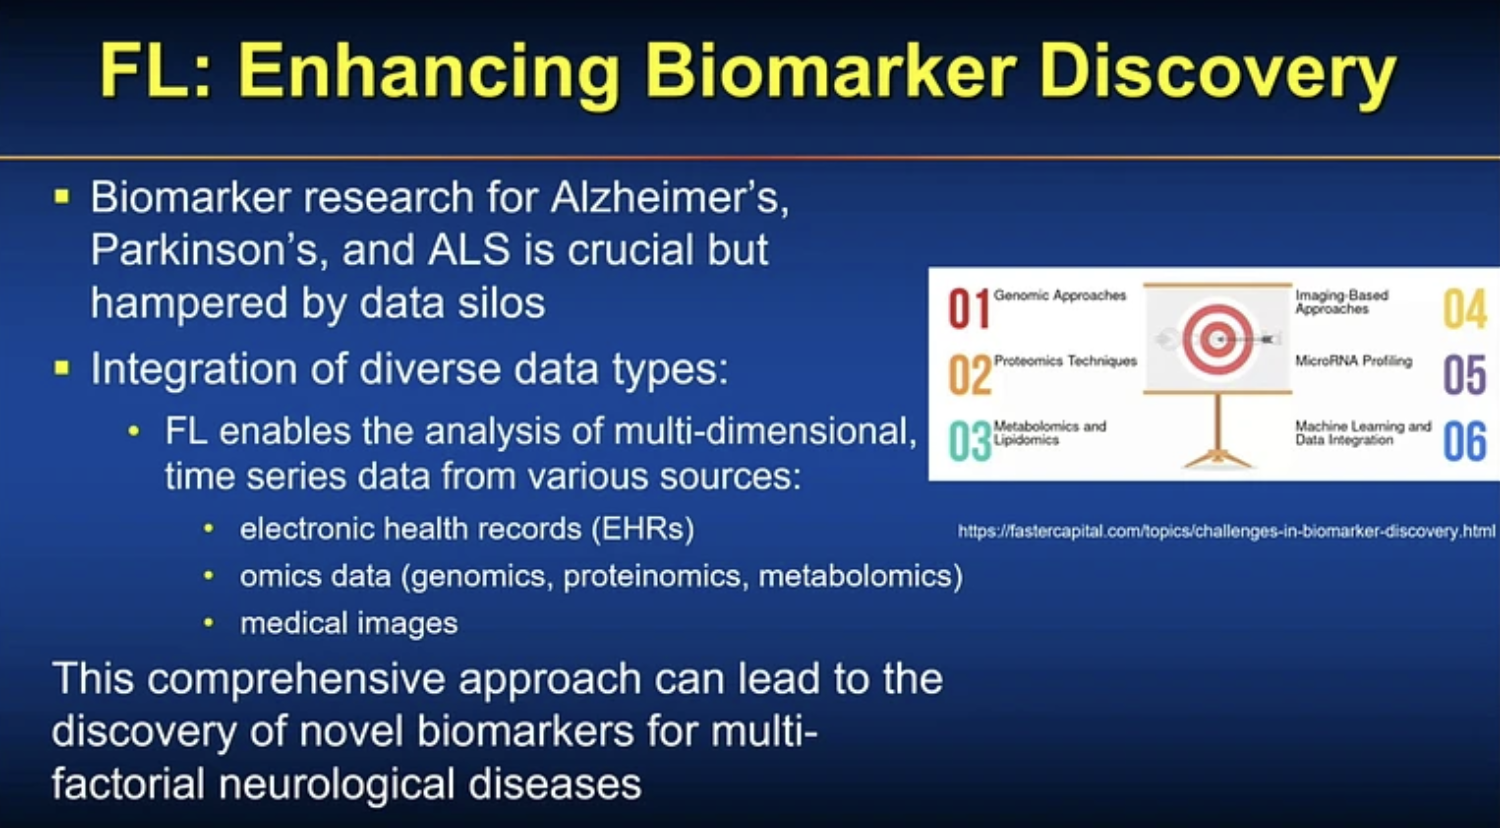 FL: Enhancing Biomarker Discovery
Biomarker research for Alzheimer's,
Parkinson's, and ALS is crucial but
hampered by data silos
Integration of diverse data types:
FL enables the analysis of multi-dimensional,
time series data from various sources:
electronic health records (EHRs)
omics data (genomics, proteinomics, metabolomics)
medical images
This comprehensive approach can lead to the
discovery of novel biomarkers for multi-
factorial neurological diseases
01 Genomic Approaches
02 Proteomics Techniques
03 Metabolomics and
Lipidomics
Imaging-Based 04
Approaches
MicroRNA Profiling 05
Machine Learning and 06
Data Integration
https://fastercapital.com/topics/challenges-in-biomarker-discovery.html